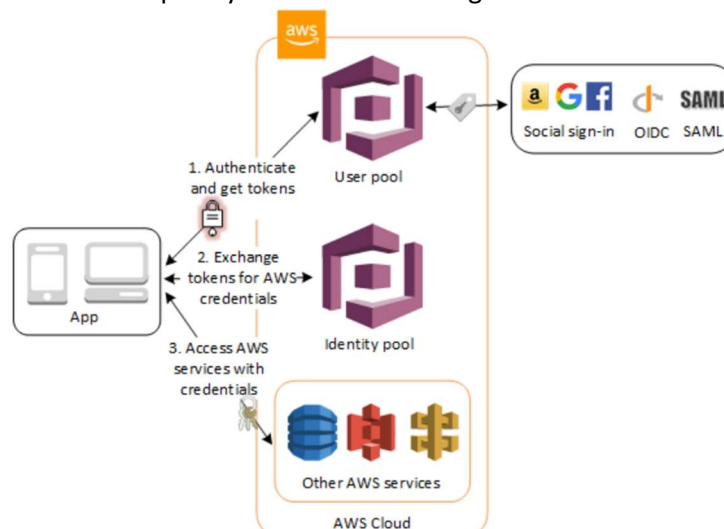 aws
a
G
f
SAML
Social sign-in
OIDC
SAML
1. Authenticate
and get tokens
User pool
2. Exchange
tokens for AWS
credentials
App
Identity pool
3. Access AWS
services with
credentials
Other AWS services
AWS Cloud